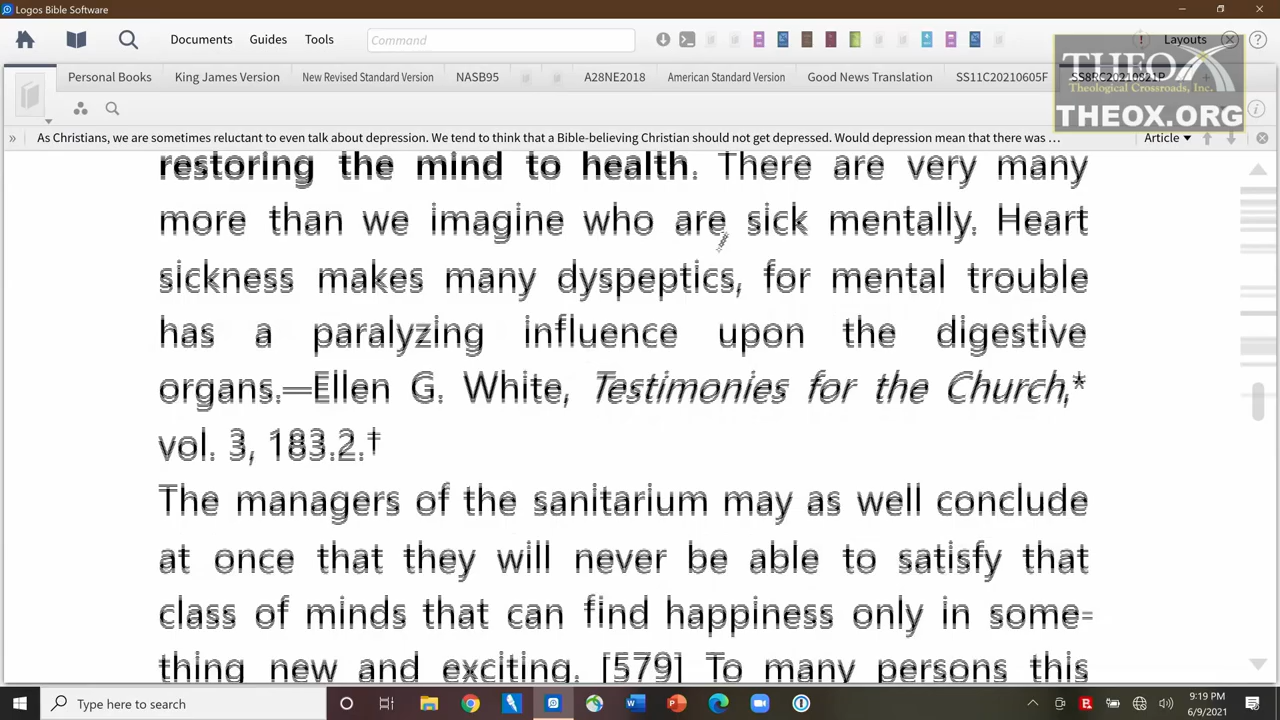 Logos Bible Software
Documents Guides Tools Command Layouts
THEOX
Theological Crossroads, Inc.
THEOX.ORG
Personal Books King James Version New Revised Standard Version NASB95 A28NE2018 American Standard Version Good News Translation SS11C20210605F SS8RC20210821P
» As Christians, we are sometimes reluctant to even talk about depression. We tend to think that a Bible-believing Christian should not get depressed. Would depression mean that there was … Article
restoring the mind to health. There are very many
more than we imagine who are sick mentally. Heart
sickness makes many dyspeptics, for mental trouble
has a paralyzing influence upon the digestive
organs.—Ellen G. White, Testimonies for the Church,*
vol. 3, 183.2.†
The managers of the sanitarium may as well conclude
at once that they will never be able to satisfy that
class of minds that can find happiness only in some-
thing new and exciting. [579] To many persons this
Type here to search
9:19 PM
6/9/2021